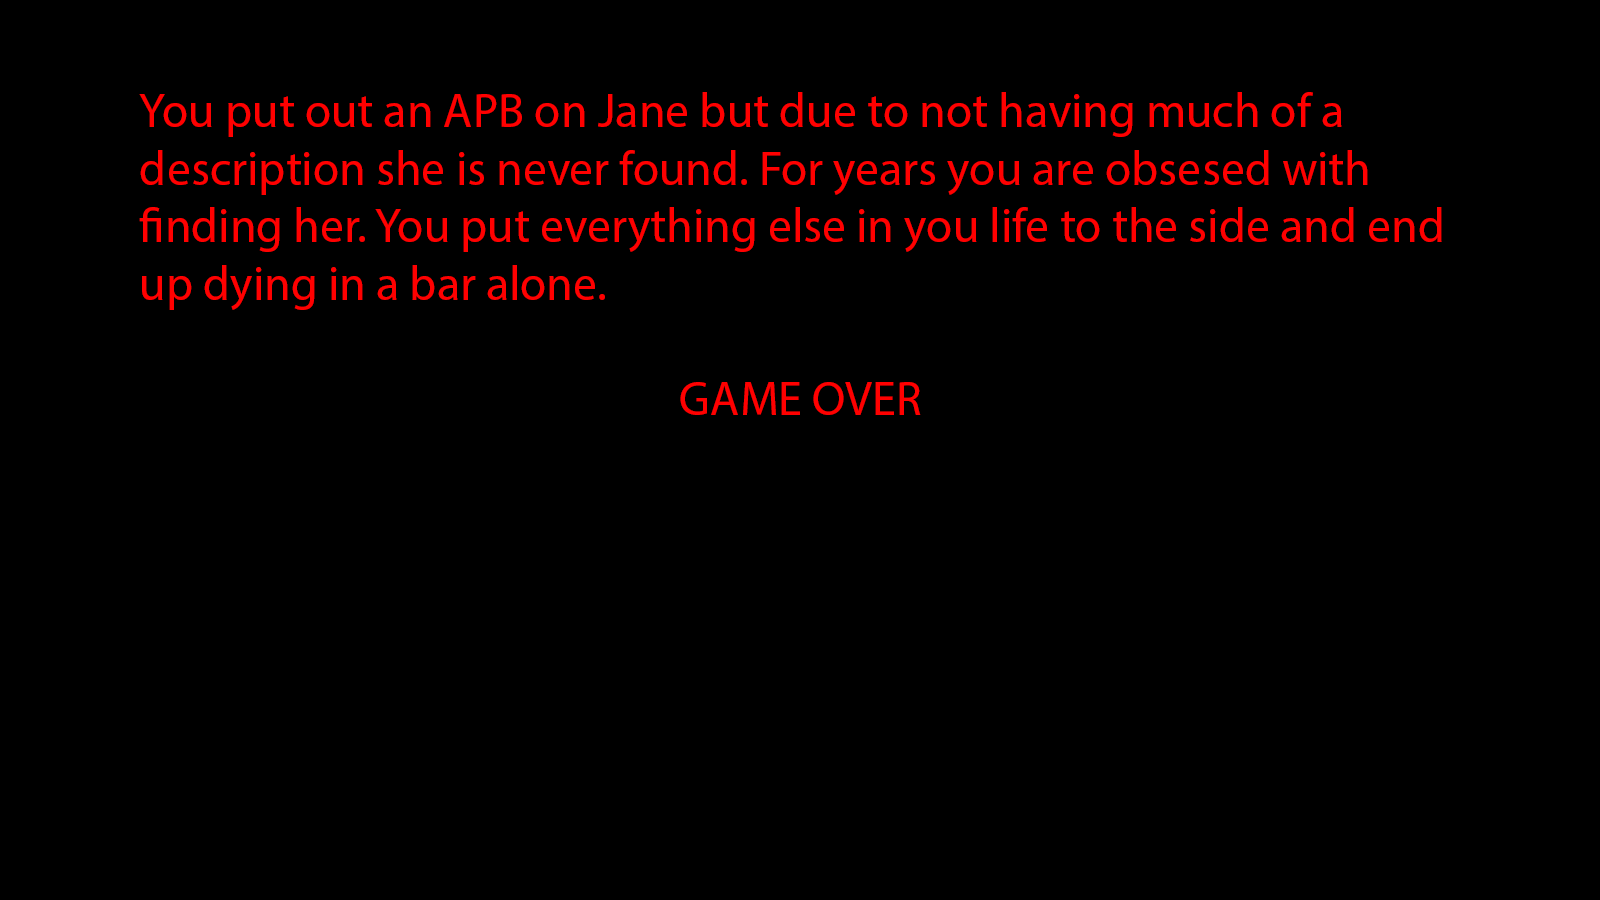 You put out an APB on Jane but due to not having much of a
description she is never found. For years you are obsesed with
finding her. You put everything else in you life to the side and end
up dying in a bar alone.
GAME OVER